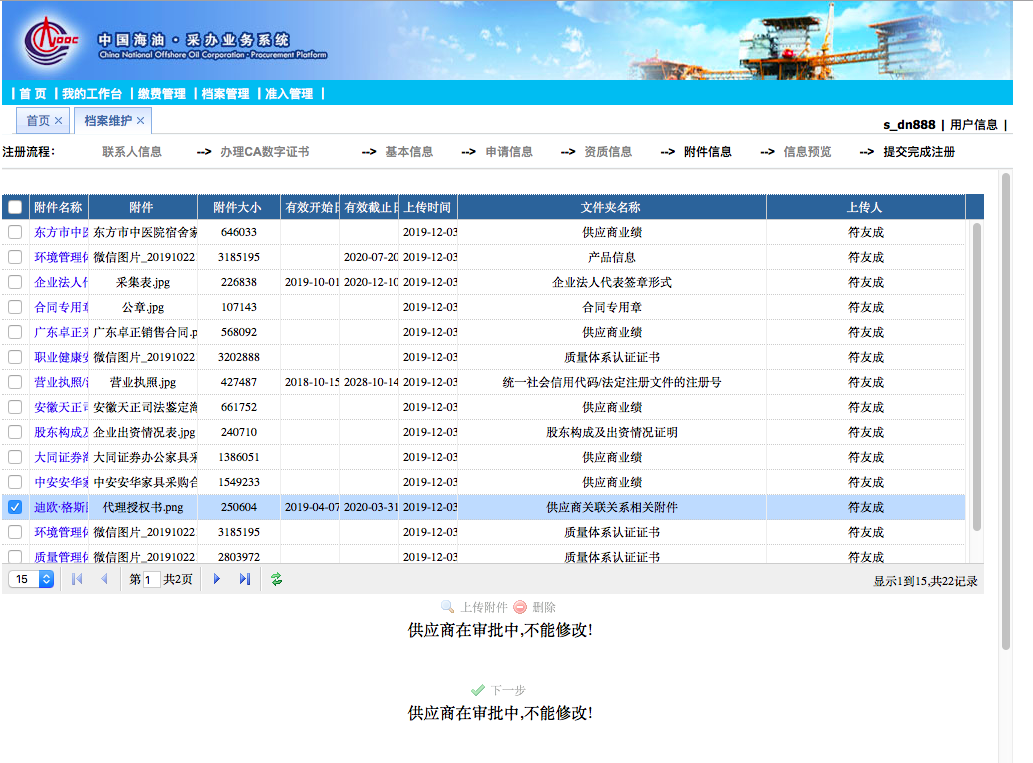 CNOOC
中国海油·采办业务系统
China National Offshore Oil Corporation - Procurement Platform
| 首 页 | 我的工作台 | 缴费管理 | 档案管理 | 准入管理 |
首页 × 档案维护 ×
s_dn888 | 用户信息 |
注册流程: 联系人信息 --> 办理CA数字证书 --> 基本信息 --> 申请信息 --> 资质信息 --> 附件信息 --> 信息预览 --> 提交完成注册
附件名称 附件 附件大小 有效开始 有效截止 上传时间 文件夹名称 上传人
东方市中 东方市中医院宿舍 646033 2019-12-03 供应商业绩 符友成
环境管理 微信图片_20191022 3185195 2020-07-20 2019-12-03 产品信息 符友成
企业法人 采集表.jpg 226838 2019-10-01 2020-12-10 2019-12-03 企业法人代表签章形式 符友成
合同专用章 公章.jpg 107143 2019-12-03 合同专用章 符友成
广东卓正 广东卓正销售合同.p 568092 2019-12-03 供应商业绩 符友成
职业健康 微信图片_20191022 3202888 2019-12-03 质量体系认证证书 符友成
营业执照/ 营业执照.jpg 427487 2018-10-15 2028-10-14 2019-12-03 统一社会信用代码/法定注册文件的注册号 符友成
安徽天正 安徽天正司法鉴定 661752 2019-12-03 供应商业绩 符友成
股东构成 企业出资情况表.jpg 240710 2019-12-03 股东构成及出资情况证明 符友成
大同证券 大同证券办公家具 1386051 2019-12-03 供应商业绩 符友成
中安安华 中安安华家具采购 1549233 2019-12-03 供应商业绩 符友成
迪欧·格斯 代理授权书.png 250604 2019-04-07 2020-03-31 2019-12-03 供应商关联关系相关附件 符友成
环境管理 微信图片_20191022 3185195 2019-12-03 质量体系认证证书 符友成
质量管理 微信图片_20191022 2803972 2019-12-03 质量体系认证证书 符友成
15 第 1 共2页 显示1到15,共22记录
上传附件 删除
供应商在审批中,不能修改!
下一步
供应商在审批中,不能修改!